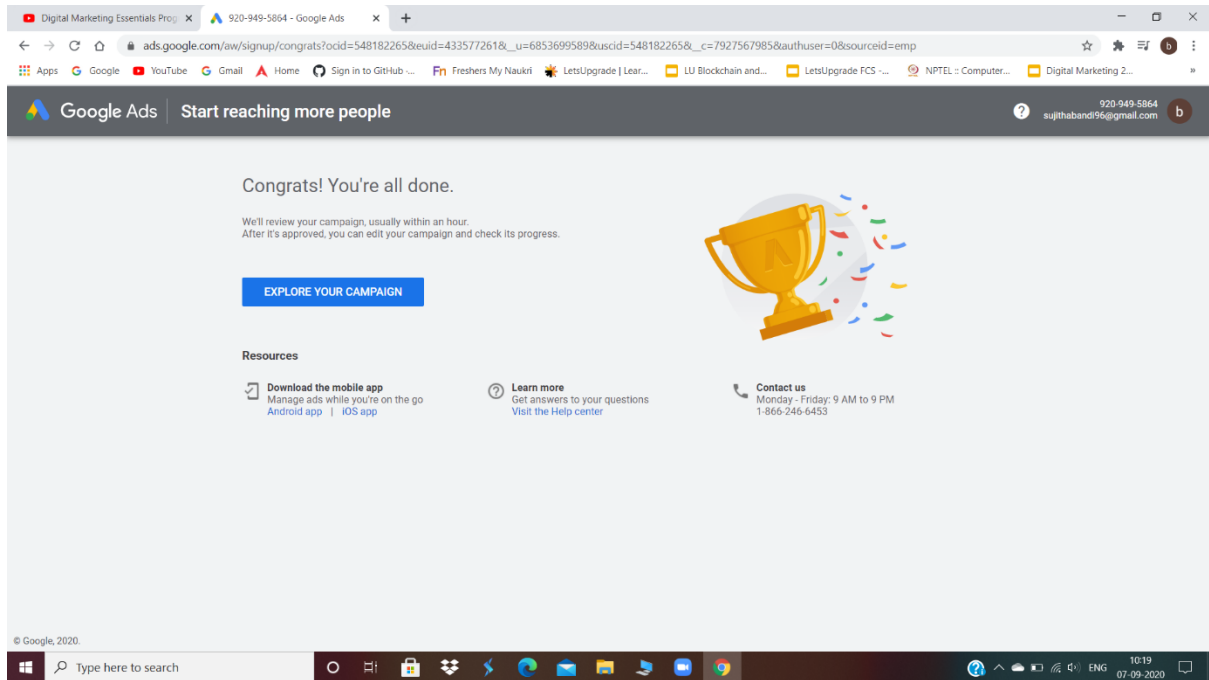 Digital Marketing Essentials Prog
920-949-5864 - Google Ads
ads.google.com/aw/signup/congrats?ocid=548182265&euid=433577261&__u=6853699589&uscid=548182265&__c=7927567985&authuser=0&sourceid=emp
b
Apps
Google
YouTube
Gmail
Home
Sign in to GitHub ·...
Freshers My Naukri
LetsUpgrade | Lear...
LU Blockchain and...
LetsUpgrade FCS -...
NPTEL :: Computer...
Digital Marketing 2...
»
Google Ads
Start reaching more people
920-949-5864
sujithabandi96@gmail.com
b
Congrats! You're all done.
We'll review your campaign, usually within an hour.
After it's approved, you can edit your campaign and check its progress.
EXPLORE YOUR CAMPAIGN
Resources
Download the mobile app
Manage ads while you're on the go
Android app | iOS app
Learn more
Get answers to your questions
Visit the Help center
Contact us
Monday - Friday: 9 AM to 9 PM
1-866-246-6453
© Google, 2020.
Type here to search
ENG
10:19
07-09-2020